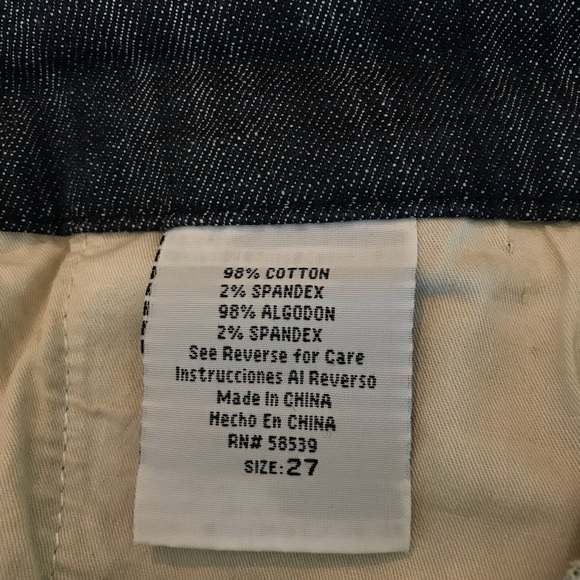 98% COTTON
2% SPANDEX
98% ALGODON
2% SPANDEX
See Reverse for Care
Instrucciones Al Reverso
Made In CHINA
Hecho En CHINA
RN# 58539
SIZE: 27